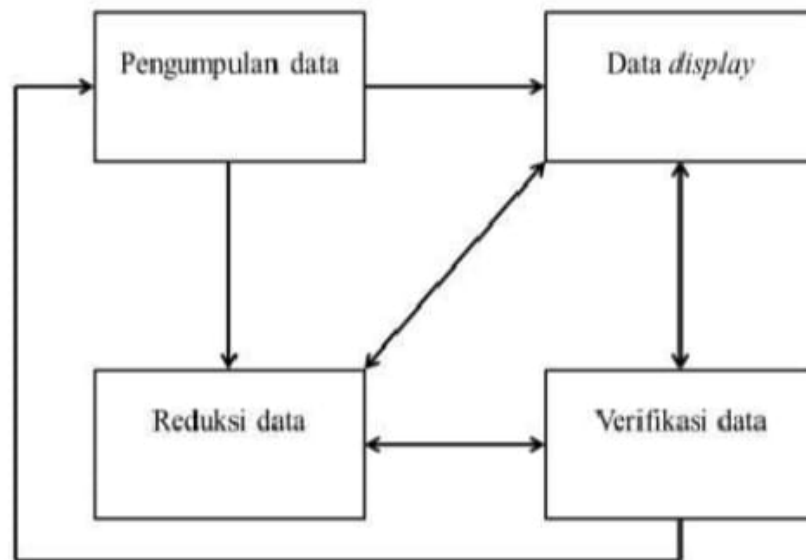 Pengumpulan data
Data display
Reduksi data
Verifikasi data